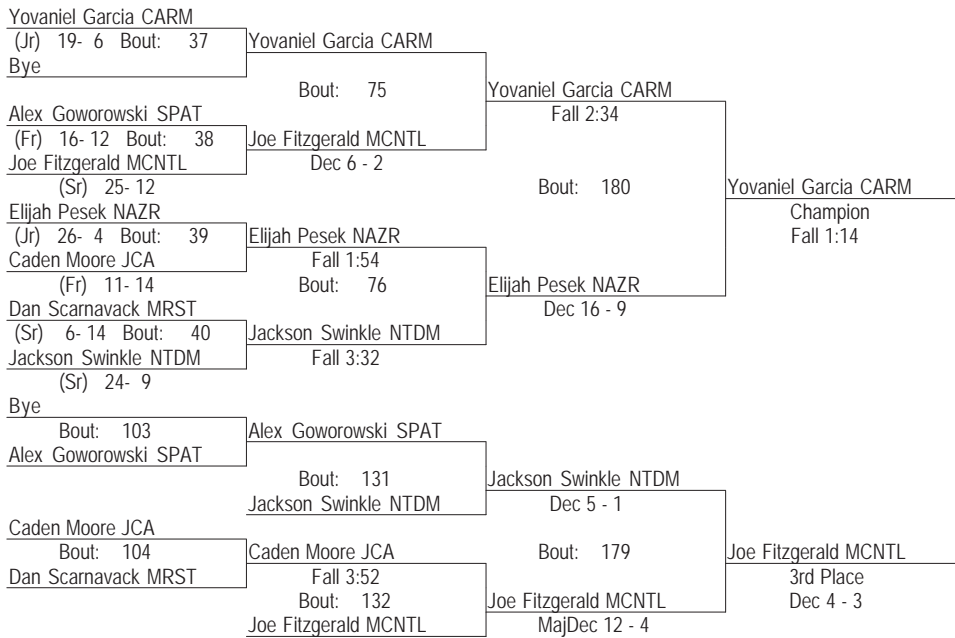 Yovaniel Garcia CARM
(Jr) 19- 6 Bout: 37 Yovaniel Garcia CARM
Bye
Bout: 75 Yovaniel Garcia CARM
Alex Goworowski SPAT Fall 2:34
(Fr) 16- 12 Bout: 38 Joe Fitzgerald MCNTL
Joe Fitzgerald MCNTL Dec 6 - 2
(Sr) 25- 12 Bout: 180 Yovaniel Garcia CARM
Elijah Pesek NAZR Champion
(Jr) 26- 4 Bout: 39 Elijah Pesek NAZR Fall 1:14
Caden Moore JCA Fall 1:54
(Fr) 11- 14 Bout: 76 Elijah Pesek NAZR
Dan Scarnavack MRST Dec 16 - 9
(Sr) 6- 14 Bout: 40 Jackson Swinkle NTDM
Jackson Swinkle NTDM Fall 3:32
(Sr) 24- 9
Bye
Bout: 103 Alex Goworowski SPAT
Alex Goworowski SPAT
Bout: 131 Jackson Swinkle NTDM
Jackson Swinkle NTDM Dec 5 - 1
Caden Moore JCA
Bout: 104 Caden Moore JCA Bout: 179 Joe Fitzgerald MCNTL
Dan Scarnavack MRST Fall 3:52 3rd Place
Bout: 132 Joe Fitzgerald MCNTL Dec 4 - 3
Joe Fitzgerald MCNTL MajDec 12 - 4